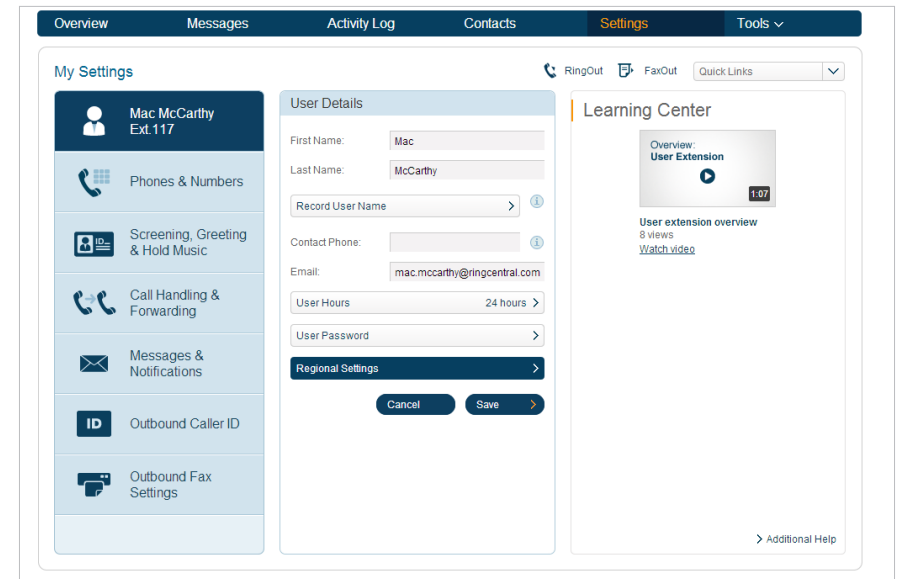 Overview Messages Activity Log Contacts Settings Tools
My Settings
RingOut FaxOut Quick Links
Mac McCarthy
Ext.117
Phones & Numbers
Screening, Greeting
& Hold Music
Call Handling &
Forwarding
Messages &
Notifications
ID
Outbound Caller ID
Outbound Fax
Settings
User Details
First Name: Mac
Last Name: McCarthy
Record User Name
Contact Phone:
Email: mac.mccarthy@ringcentral.com
User Hours 24 hours
User Password
Regional Settings
Cancel Save
Learning Center
Overview:
User Extension
1:07
User extension overview
8 views
Watch video
Additional Help